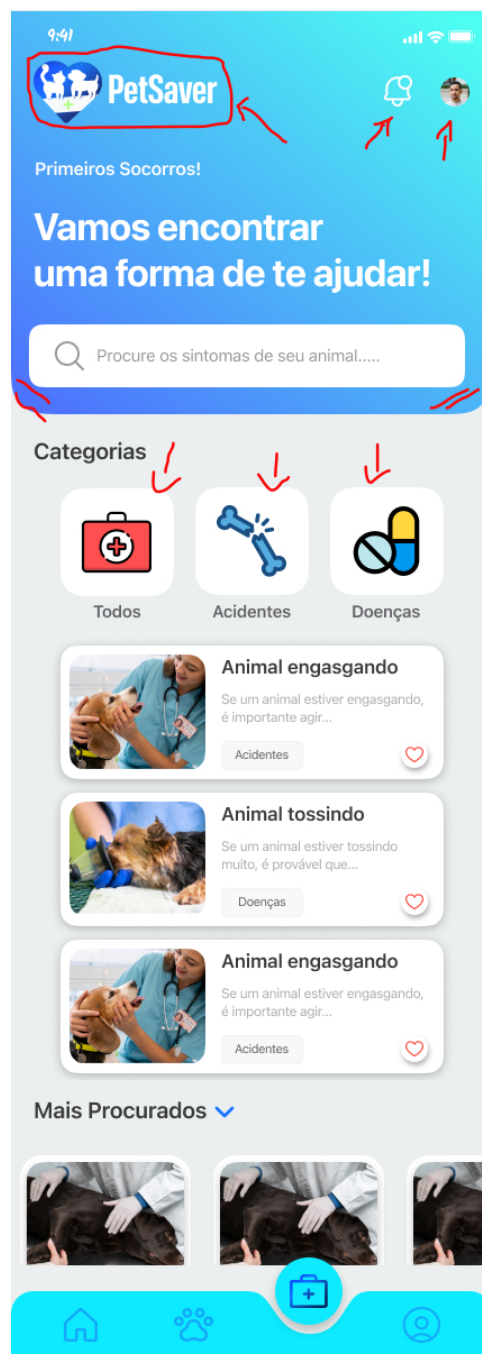 9:41
PetSaver
Primeiros Socorros!
Vamos encontrar
uma forma de te ajudar!
Procure os sintomas de seu animal.....
Categorias
Todos
Acidentes
Doenças
Animal engasgando
Se um animal estiver engasgando,
é importante agir...
Acidentes
Animal tossindo
Se um animal estiver tossindo
muito, é provável que...
Doenças
Animal engasgando
Se um animal estiver engasgando,
é importante agir...
Acidentes
Mais Procurados